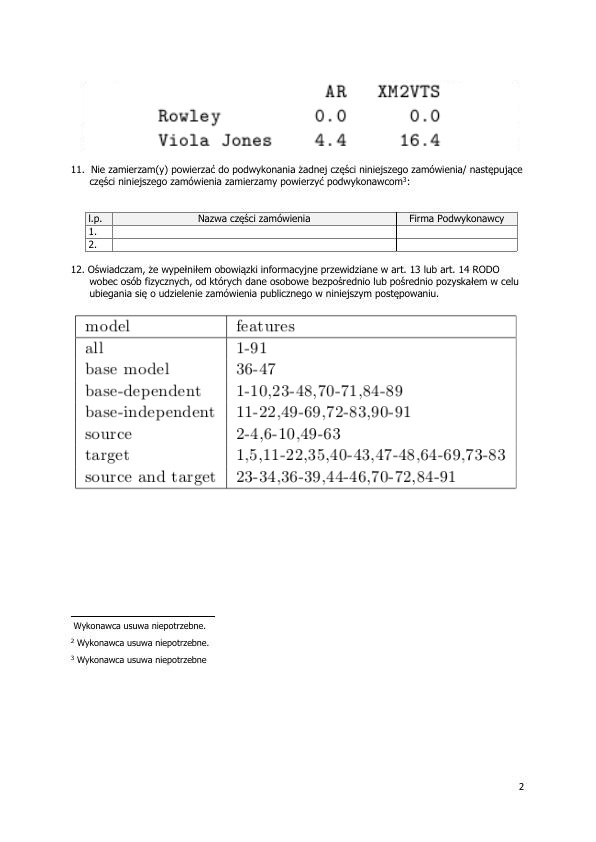 AR XM2VTS
Rowley 0.0 0.0
Viola Jones 4.4 16.4
11. Nie zamierzam(y) powierzać do podwykonania żadnej części niniejszego zamówienia/ następujące
części niniejszego zamówienia zamierzamy powierzyć podwykonawcom³:
l.p. Nazwa części zamówienia Firma Podwykonawcy
1.
2.
12. Oświadczam, że wypełniłem obowiązki informacyjne przewidziane w art. 13 lub art. 14 RODO
wobec osób fizycznych, od których dane osobowe bezpośrednio lub pośrednio pozyskałem w celu
ubiegania się o udzielenie zamówienia publicznego w niniejszym postępowaniu.
model features
all 1-91
base model 36-47
base-dependent 1-10,23-48,70-71,84-89
base-independent 11-22,49-69,72-83,90-91
source 2-4,6-10,49-63
target 1,5,11-22,35,40-43,47-48,64-69,73-83
source and target 23-34,36-39,44-46,70-72,84-91
Wykonawca usuwa niepotrzebne.
² Wykonawca usuwa niepotrzebne.
³ Wykonawca usuwa niepotrzebne
2